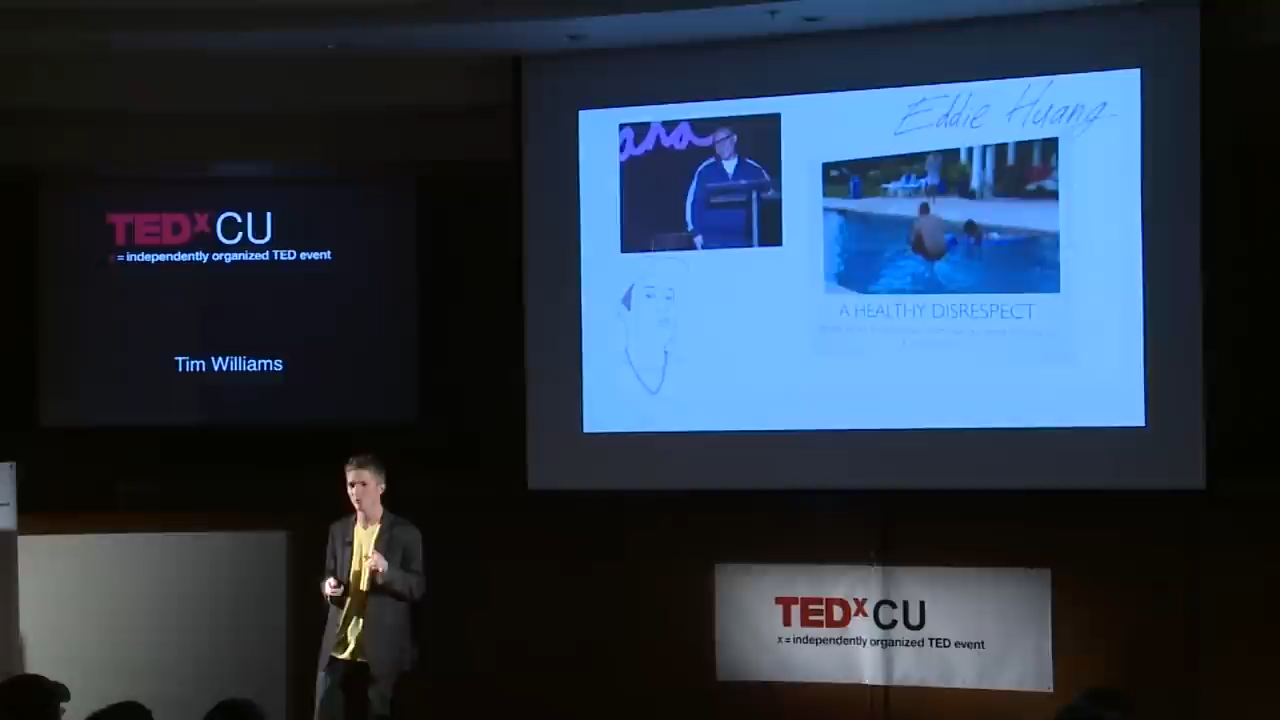 TEDxCU
x = independently organized TED event
Tim Williams
Eddie Huang
A HEALTHY DISRESPECT
TEDxCU
x = independently organized TED event